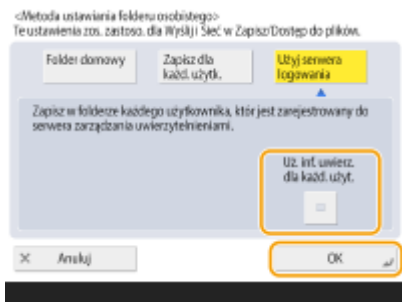 <Metoda ustawiania folderu osobistego>
Te ustawienia zos. zastoso. dla Wyślij i Sieć w Zapisz/Dostęp do plików.
Folder domowy
Zapisz dla
każd. użytk.
Użyj serwera
logowania
Zapisz w folderze każdego użytkownika, któr jest zarejestrowany do
serwera zarządzania uwierzytelnieniami.
Uż. inf. uwierz.
dla każd. użyt.
× Anuluj
OK